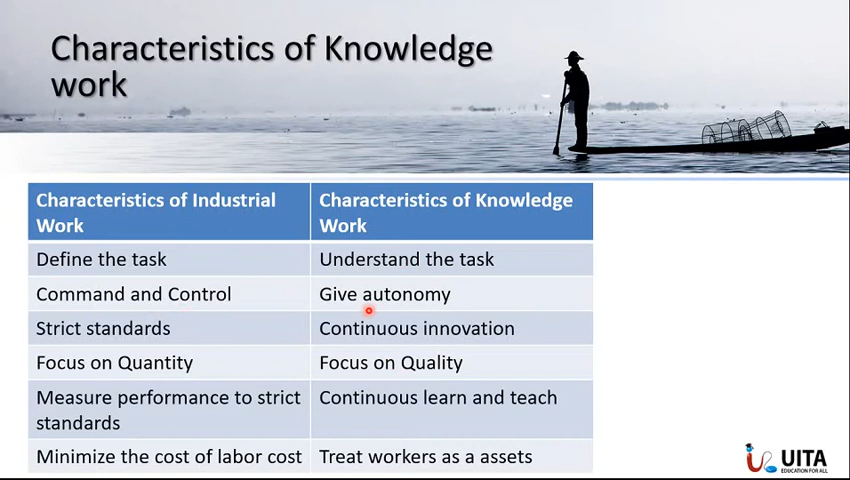 Characteristics of Knowledge
work
Characteristics of Industrial
Work
Characteristics of Knowledge
Work
Define the task
Understand the task
Command and Control
Give autonomy
Strict standards
Continuous innovation
Focus on Quantity
Focus on Quality
Measure performance to strict
standards
Continuous learn and teach
Minimize the cost of labor cost
Treat workers as a assets
UITA
EDUCATION FOR ALL